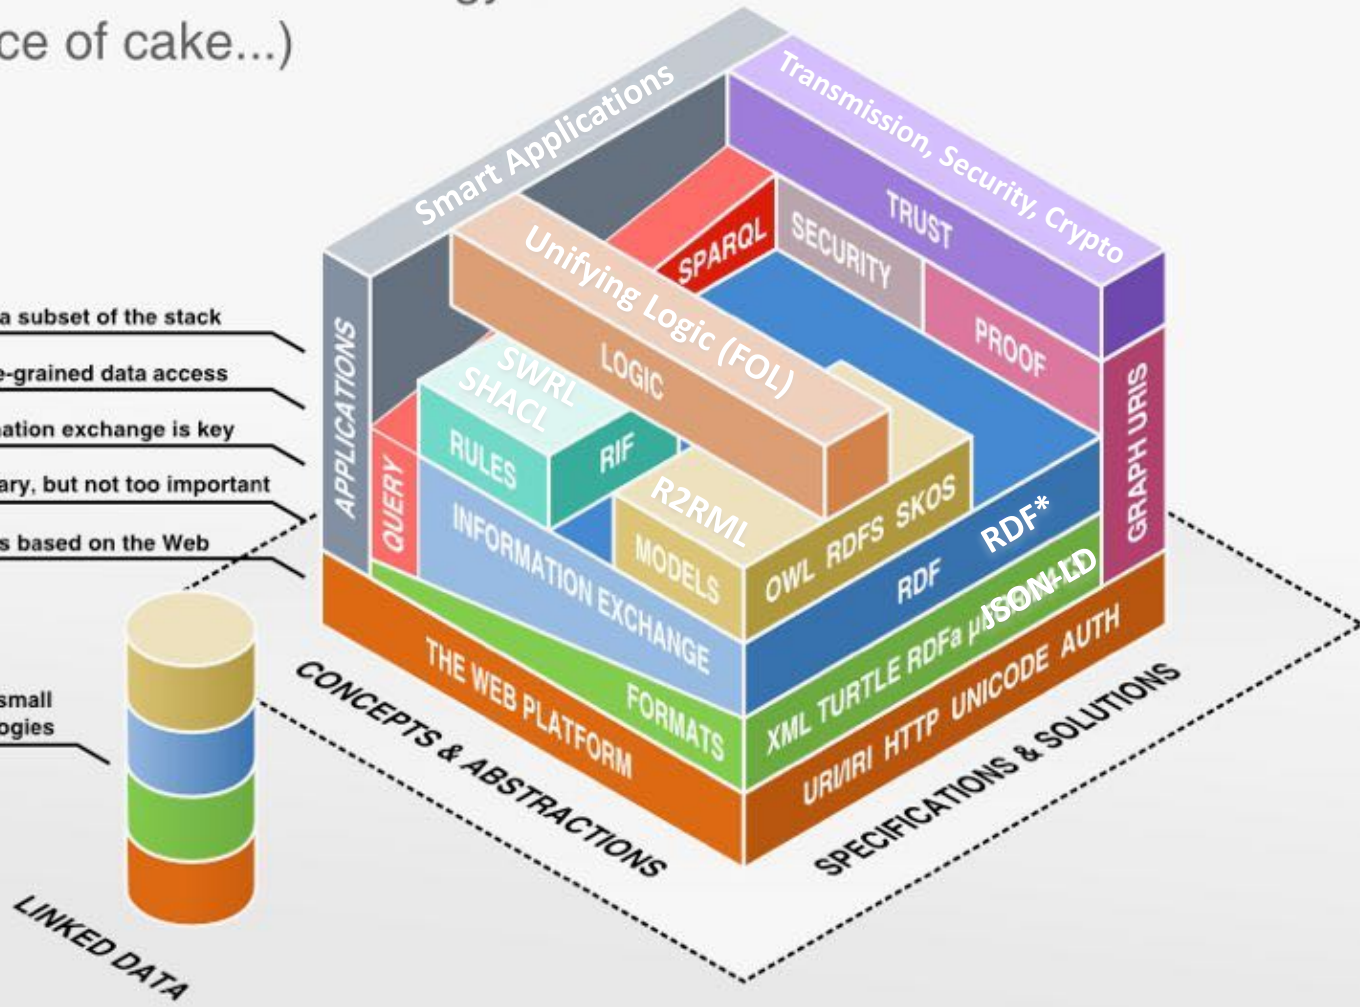 ce of cake...)
a subset of the stack
e-grained data access
ation exchange is key
ary, but not too important
s based on the Web
small
ogies
LINKED DATA
Smart Applications
Transmission, Security, Crypto
TRUST
SECURITY
PROOF
SPARQL
Unifying Logic (FOL)
LOGIC
APPLICATIONS
GRAPH URIS
SWRL
SHACL
RULES
RIF
QUERY
R2RML
MODELS
OWL RDFS SKOS
INFORMATION EXCHANGE
RDF
RDF*
FORMATS
XML TURTLE RDFa
JSON-LD
THE WEB PLATFORM
URI/IRI HTTP UNICODE AUTH
CONCEPTS & ABSTRACTIONS
SPECIFICATIONS & SOLUTIONS